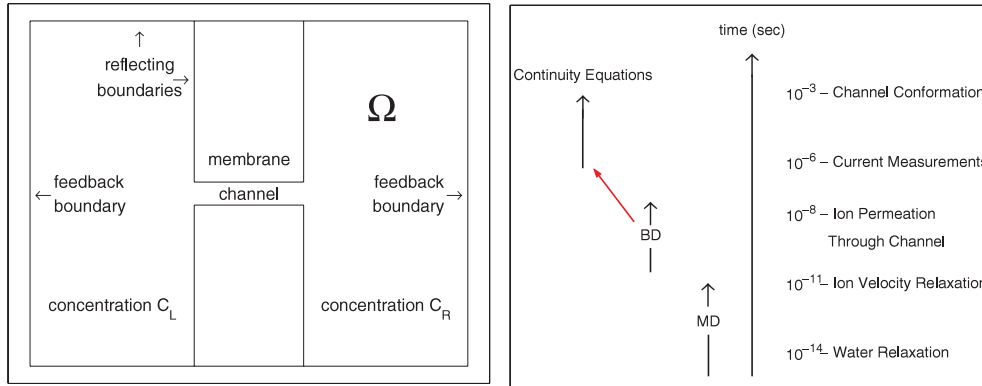 reflecting
boundaries
Ω
membrane
channel
feedback
boundary
feedback
boundary
concentration C_L
concentration C_R
time (sec)
Continuity Equations
BD
MD
10^−3 – Channel Conformation
10^−6 – Current Measurements
10^−8 – Ion Permeation
Through Channel
10^−11 – Ion Velocity Relaxation
10^−14 – Water Relaxation